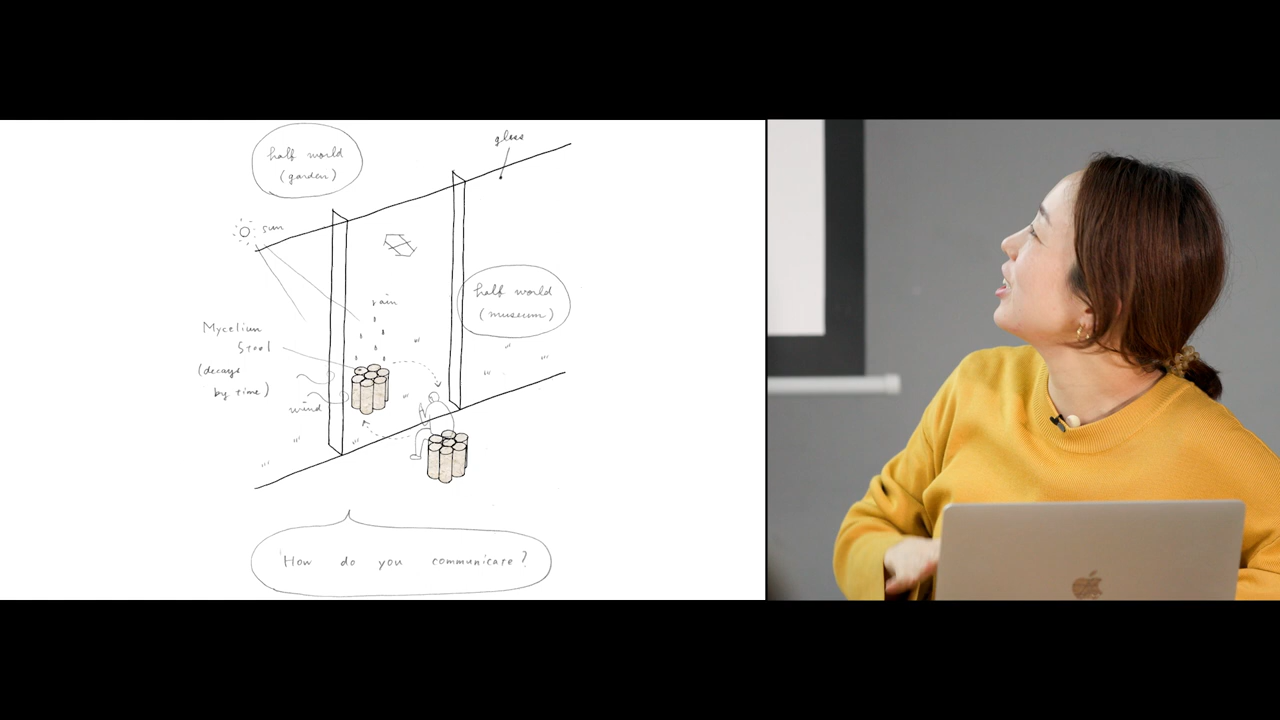 half world
(garden)
glass
sun
rain
half world
(museum)
Mycelium
Stool
(decays
by time)
wind
How do you communicate?